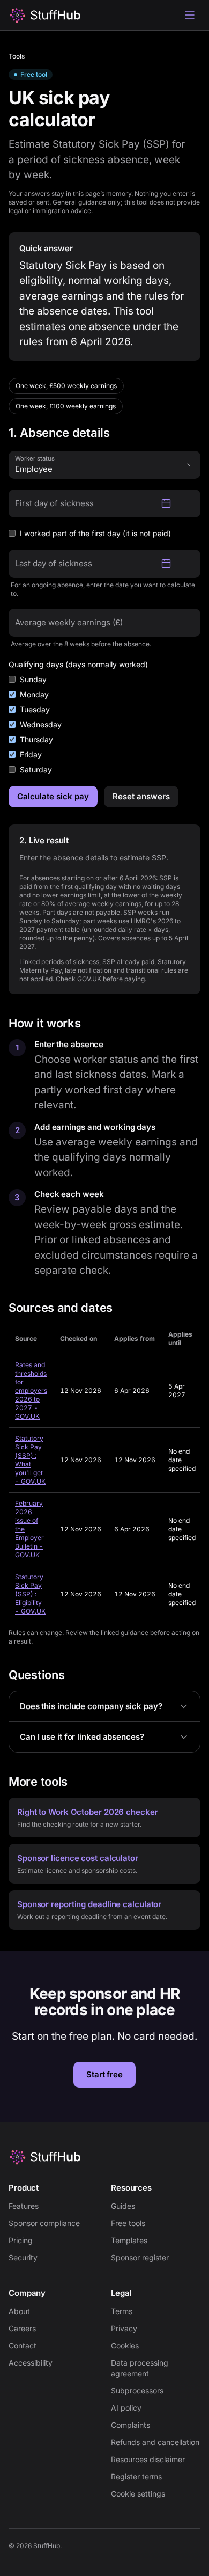 StuffHub
Tools
Free tool
UK sick pay
calculator
Estimate Statutory Sick Pay (SSP) for
a period of sickness absence, week
by week.
Your answers stay in this page's memory. Nothing you enter is
saved or sent. General guidance only; this tool does not provide
legal or immigration advice.
Quick answer
Statutory Sick Pay is based on
eligibility, normal working days,
average earnings and the rules for
the absence dates. This tool
estimates one absence under the
rules from 6 April 2026.
One week, £500 weekly earnings
One week, £100 weekly earnings
1. Absence details
Worker status
Employee
First day of sickness
I worked part of the first day (it is not paid)
Last day of sickness
For an ongoing absence, enter the date you want to calculate
to.
Average weekly earnings (£)
Average over the 8 weeks before the absence.
Qualifying days (days normally worked)
Sunday
Monday
Tuesday
Wednesday
Thursday
Friday
Saturday
Calculate sick pay
Reset answers
2. Live result
Enter the absence details to estimate SSP.
For absences starting on or after 6 April 2026: SSP is
paid from the first qualifying day with no waiting days
and no lower earnings limit, at the lower of the weekly
rate or 80% of average weekly earnings, for up to 28
weeks. Part days are not payable. SSP weeks run
Sunday to Saturday; part weeks use HMRC's 2026 to
2027 payment table (unrounded daily rate × days,
rounded up to the penny). Covers absences up to 5 April
2027.
Linked periods of sickness, SSP already paid, Statutory
Maternity Pay, late notification and transitional rules are
not applied. Check GOV.UK before paying.
How it works
1
Enter the absence
Choose worker status and the first
and last sickness dates. Mark a
partly worked first day where
relevant.
2
Add earnings and working days
Use average weekly earnings and
the qualifying days normally
worked.
3
Check each week
Review payable days and the
week-by-week gross estimate.
Prior or linked absences and
excluded circumstances require a
separate check.
Sources and dates
Source Checked on Applies from Applies until
Rates and
thresholds
for
employers
2026 to
2027 -
GOV.UK
12 Nov 2026 6 Apr 2026 5 Apr 2027
Statutory
Sick Pay
(SSP) :
What
you'll get
- GOV.UK
12 Nov 2026 12 Nov 2026 No end date specified
February
2026
issue of
the
Employer
Bulletin -
GOV.UK
12 Nov 2026 6 Apr 2026 No end date specified
Statutory
Sick Pay
(SSP) :
Eligibility
- GOV.UK
12 Nov 2026 12 Nov 2026 No end date specified
Rules can change. Review the linked guidance before acting on
a result.
Questions
Does this include company sick pay?
Can I use it for linked absences?
More tools
Right to Work October 2026 checker
Find the checking route for a new starter.
Sponsor licence cost calculator
Estimate licence and sponsorship costs.
Sponsor reporting deadline calculator
Work out a reporting deadline from an event date.
Keep sponsor and HR
records in one place
Start on the free plan. No card needed.
Start free
StuffHub
Product
Features
Sponsor compliance
Pricing
Security
Resources
Guides
Free tools
Templates
Sponsor register
Company
About
Careers
Contact
Accessibility
Legal
Terms
Privacy
Cookies
Data processing
agreement
Subprocessors
AI policy
Complaints
Refunds and cancellation
Resources disclaimer
Register terms
Cookie settings
© 2026 StuffHub.